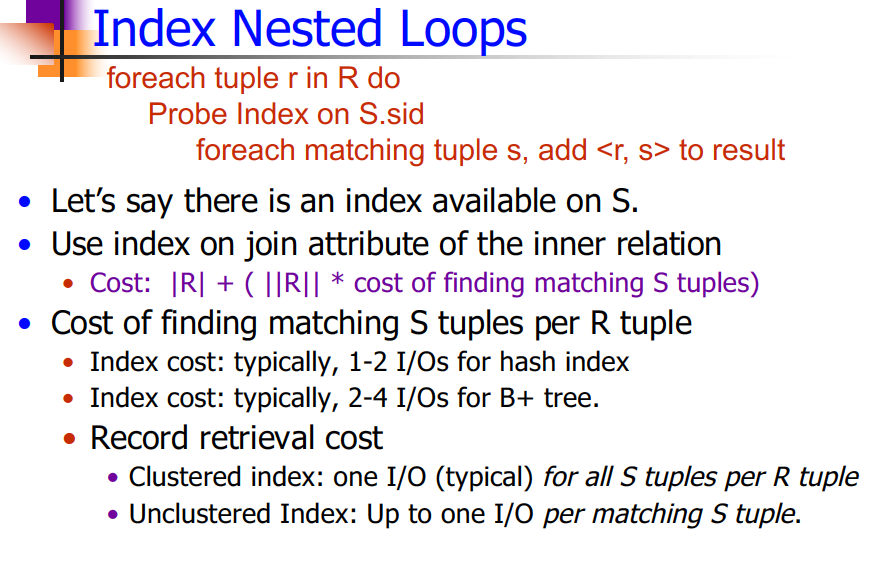 Index Nested Loops
foreach tuple r in R do
Probe Index on S.sid
foreach matching tuple s, add <r, s> to result
• Let’s say there is an index available on S.
• Use index on join attribute of the inner relation
• Cost: |R| + ( ||R|| * cost of finding matching S tuples)
• Cost of finding matching S tuples per R tuple
• Index cost: typically, 1-2 I/Os for hash index
• Index cost: typically, 2-4 I/Os for B+ tree.
• Record retrieval cost
• Clustered index: one I/O (typical) for all S tuples per R tuple
• Unclustered Index: Up to one I/O per matching S tuple.